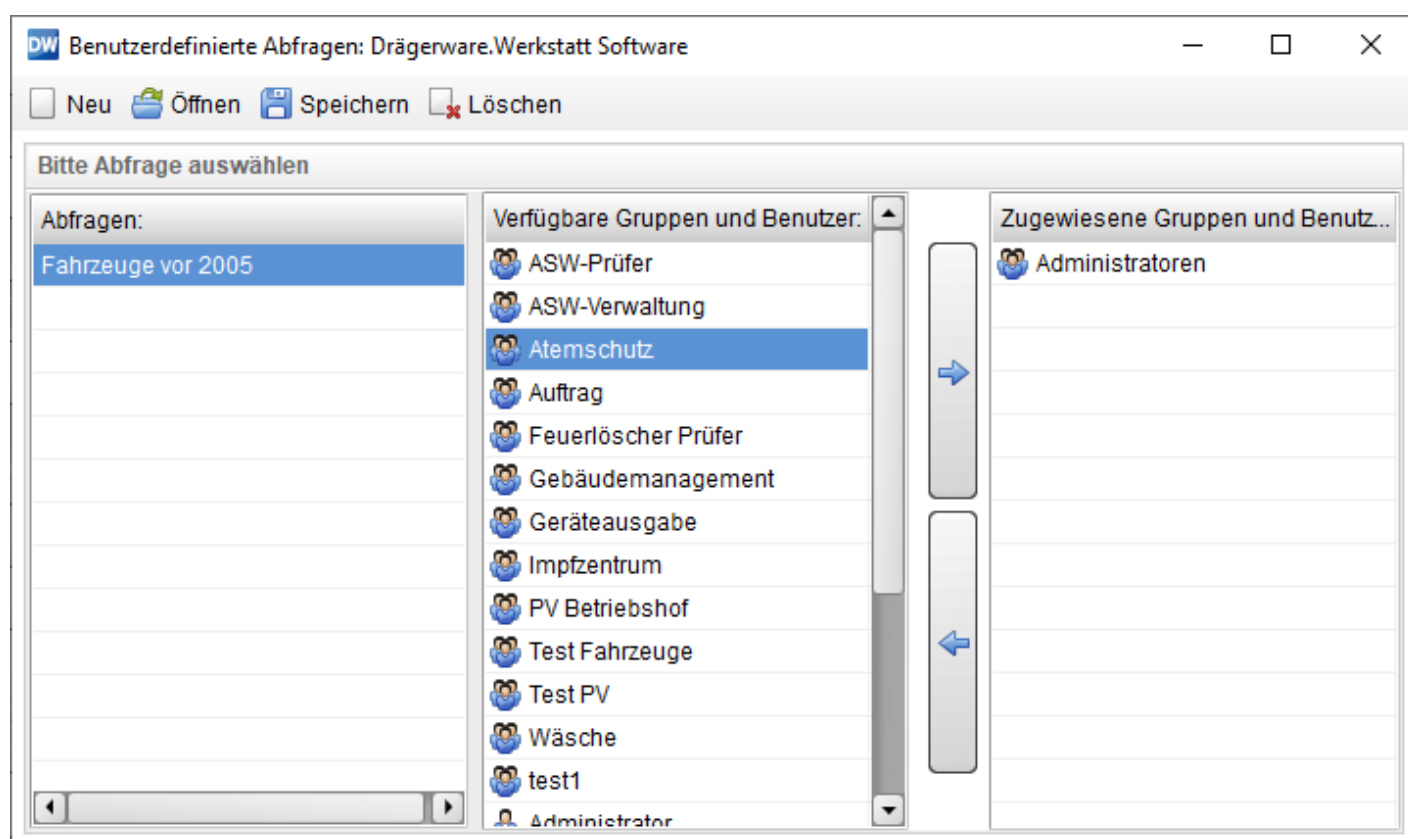 DW Benutzerdefinierte Abfragen: Drägerware.Werkstatt Software
Neu Öffnen Speichern Löschen
Bitte Abfrage auswählen
Abfragen:
Fahrzeuge vor 2005
Verfügbare Gruppen und Benutzer:
ASW-Prüfer
ASW-Verwaltung
Atemschutz
Auftrag
Feuerlöscher Prüfer
Gebäudemanagement
Geräteausgabe
Impfzentrum
PV Betriebshof
Test Fahrzeuge
Test PV
Wäsche
test1
Administrator
Zugewiesene Gruppen und Benutz...
Administratoren